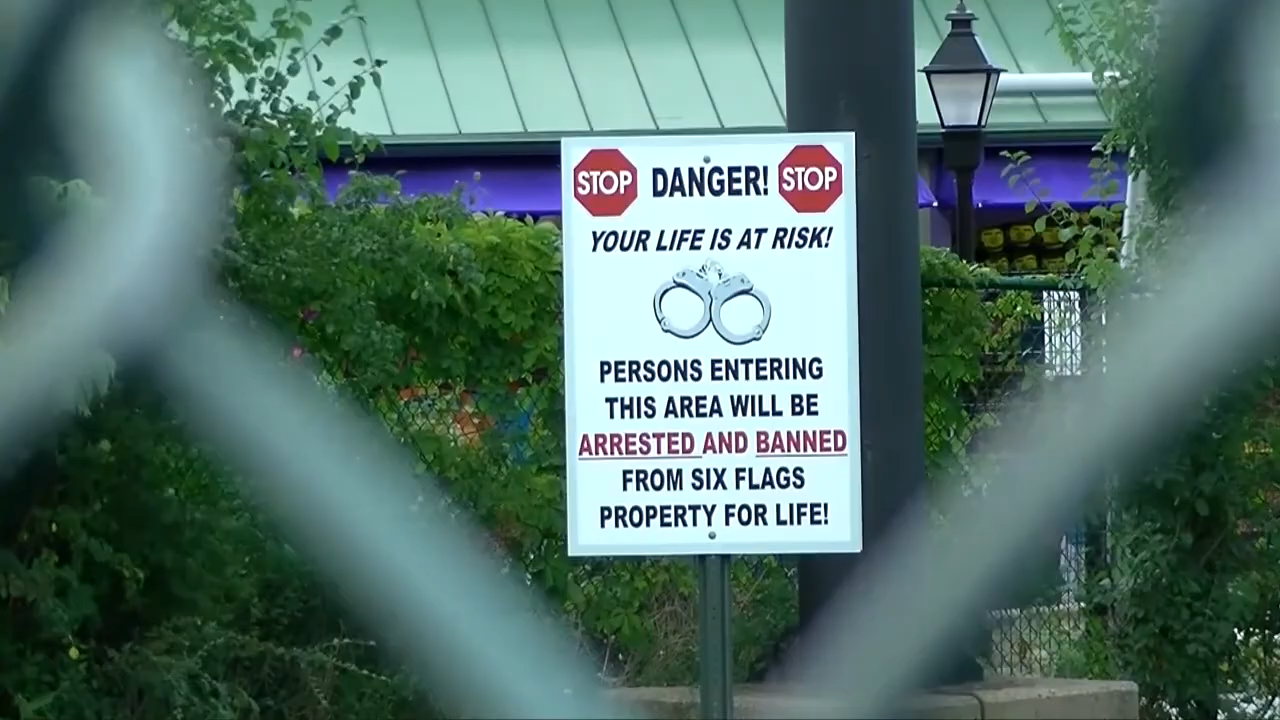 STOP DANGER! STOP
YOUR LIFE IS AT RISK!
PERSONS ENTERING
THIS AREA WILL BE
ARRESTED AND BANNED
FROM SIX FLAGS
PROPERTY FOR LIFE!